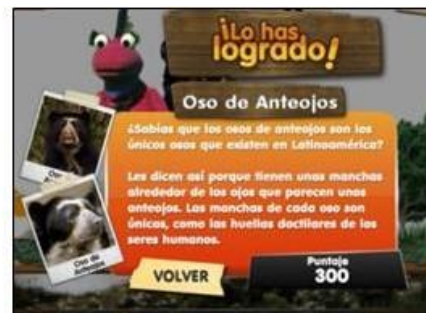 ¡Lo has
logrado!
Oso de Anteojos
¿Sabías que los osos de anteojos son los
únicos osos que existen en Latinoamérica?
Les dicen así porque tienen unas manchas
alrededor de los ojos que parecen unos
anteojos. Las manchas de cada oso son
únicas, como las huellas dactilares de los
seres humanos.
Oso de
Anteojos
VOLVER
Puntaje
300